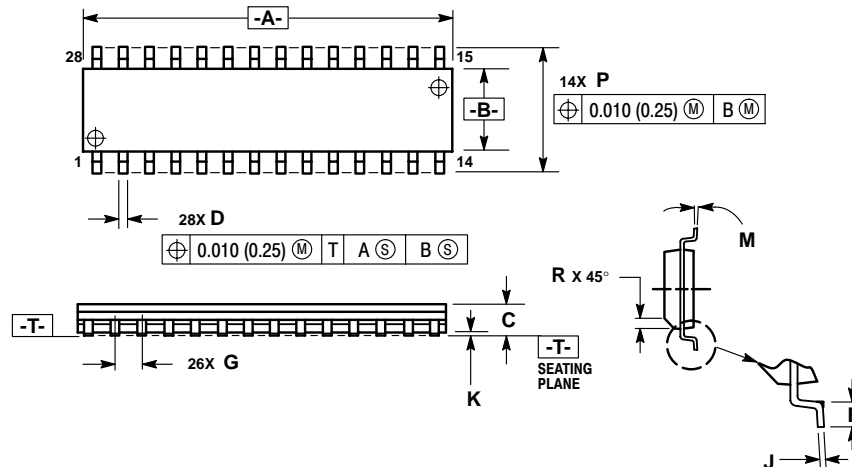 -A-
28
15
14X P
-B-
⌖ 0.010 (0.25) Ⓜ B Ⓜ
1
14
28X D
⌖ 0.010 (0.25) Ⓜ T A Ⓢ B Ⓢ
M
R X 45°
-T-
C
26X G
K
-T-
SEATING
PLANE
J